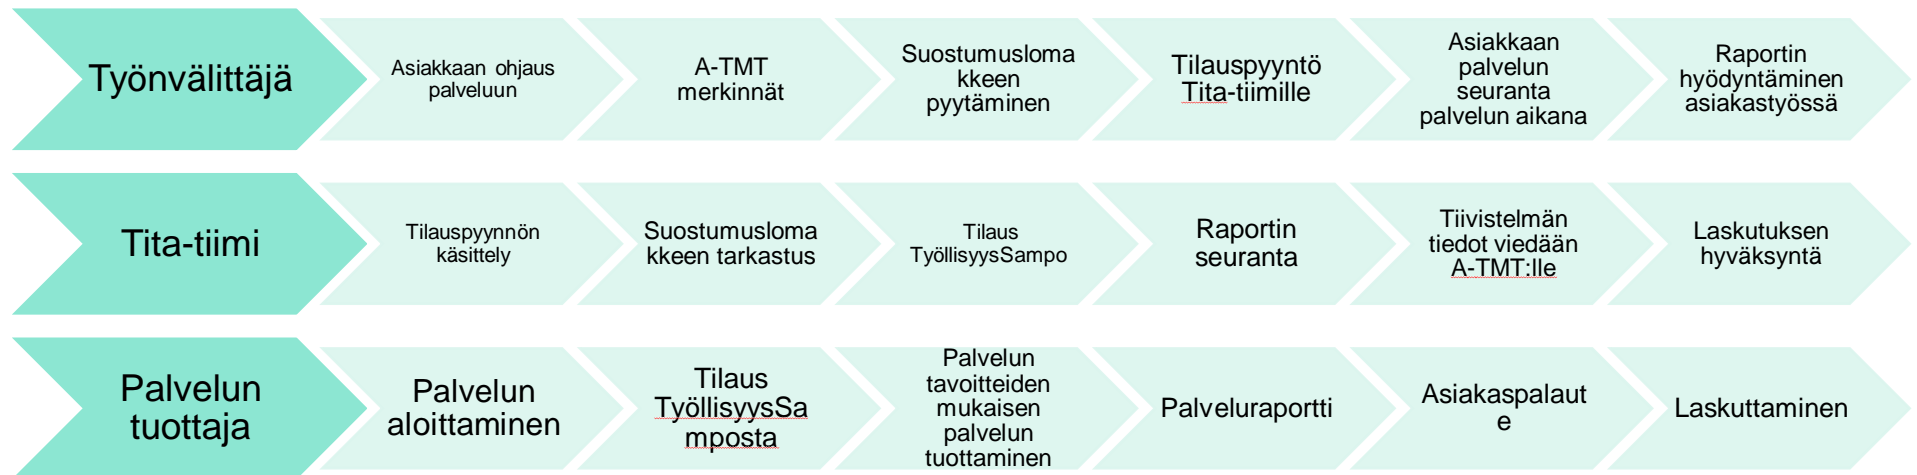 Työnvälittäjä
Asiakkaan ohjaus
palveluun
A-TMT
merkinnät
Suostumusloma
kkeen
pyytäminen
Tilauspyyntö
Tita-tiimille
Asiakkaan
palvelun
seuranta
palvelun aikana
Raportin
hyödyntäminen
asiakastyössä
Tita-tiimi
Tilauspyynnön
käsittely
Suostumusloma
kkeen tarkastus
Tilaus
TyöllisyysSampo
Raportin
seuranta
Tiivistelmän
tiedot viedään
A-TMT:lle
Laskutuksen
hyväksyntä
Palvelun
tuottaja
Palvelun
aloittaminen
Tilaus
TyöllisyysSa
mposta
Palvelun
tavoitteiden
mukaisen
palvelun
tuottaminen
Palveluraportti
Asiakaspalaut
e
Laskuttaminen